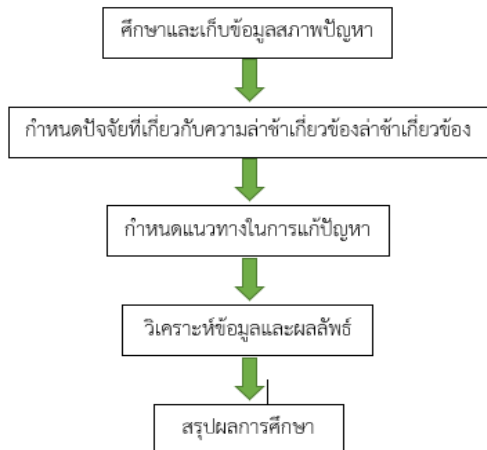 ศึกษาและเก็บข้อมูลสภาพปัญหา
กำหนดปัจจัยที่เกี่ยวกับความล่าช้าเกี่ยวข้องล่าช้าเกี่ยวข้อง
กำหนดแนวทางในการแก้ปัญหา
วิเคราะห์ข้อมูลและผลลัพธ์
สรุปผลการศึกษา